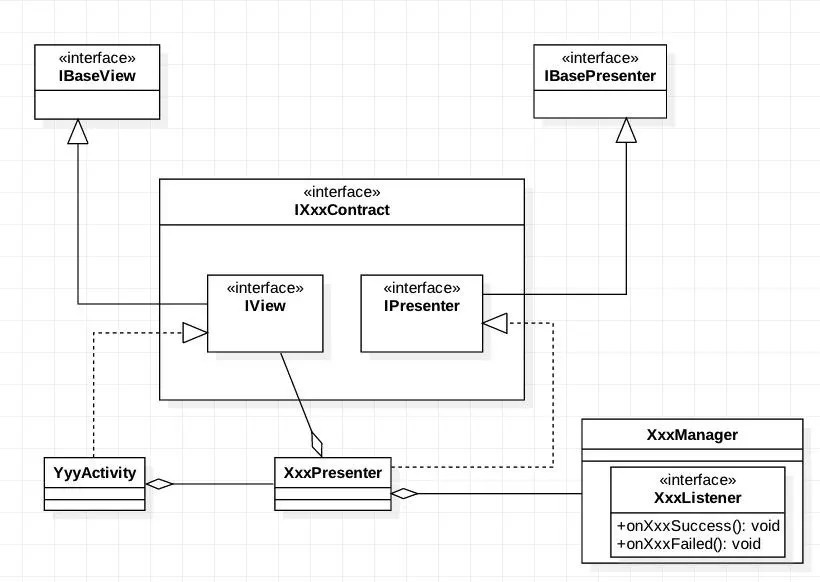 «interface»
IBaseView
«interface»
IBasePresenter
«interface»
IXxxContract
«interface»
IView
«interface»
IPresenter
YyyActivity
XxxPresenter
XxxManager
«interface»
XxxListener
+onXxxSuccess(): void
+onXxxFailed(): void